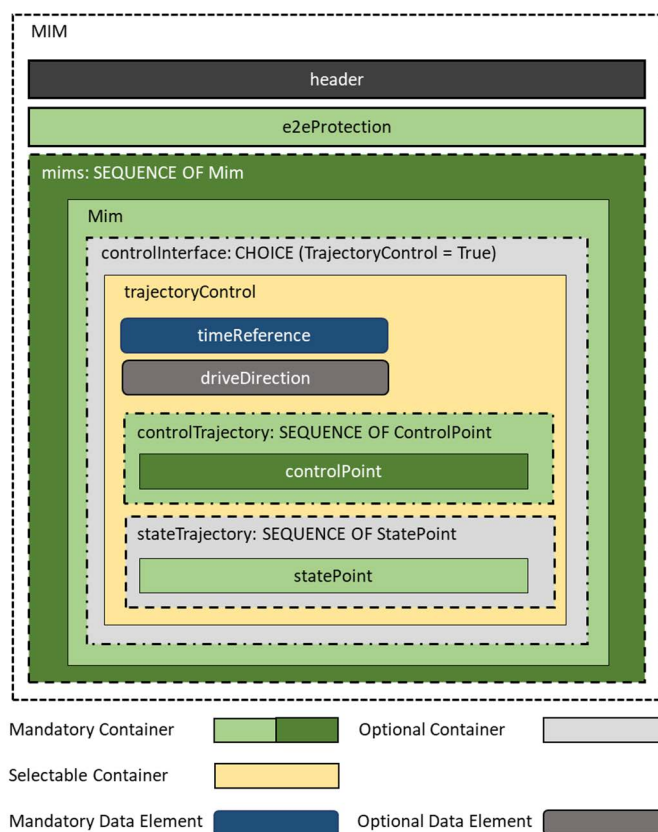 MIM
header
e2eProtection
mims: SEQUENCE OF Mim
Mim
controlInterface: CHOICE (TrajectoryControl = True)
trajectoryControl
timeReference
driveDirection
controlTrajectory: SEQUENCE OF ControlPoint
controlPoint
stateTrajectory: SEQUENCE OF StatePoint
statePoint
Mandatory Container Optional Container
Selectable Container
Mandatory Data Element Optional Data Element